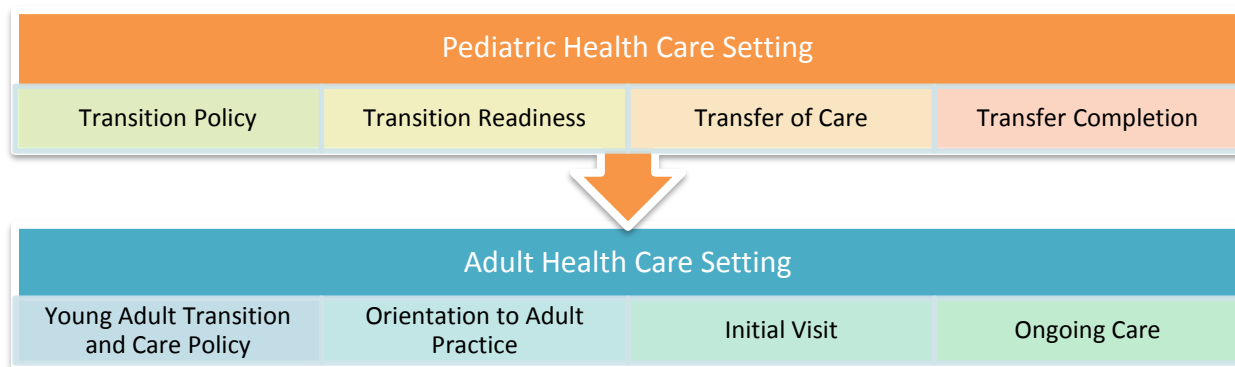 Pediatric Health Care Setting
Transition Policy
Transition Readiness
Transfer of Care
Transfer Completion
Adult Health Care Setting
Young Adult Transition
and Care Policy
Orientation to Adult
Practice
Initial Visit
Ongoing Care